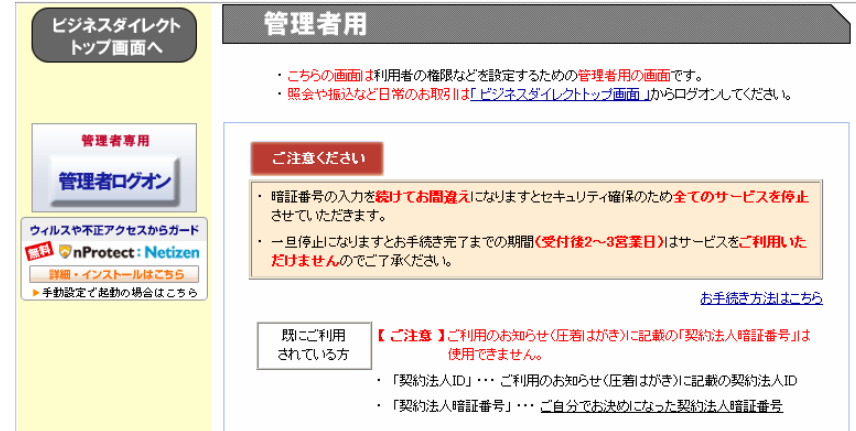 ビジネスダイレクト
トップ画面へ
管理者用
・こちらの画面は利用者の権限などを設定するための管理者用の画面です。
・照会や振込など日常のお取引は「ビジネスダイレクトトップ画面」からログオンしてください。
管理者専用
管理者ログオン
ウィルスや不正アクセスからガード
無料 nProtect : Netizen
詳細・インストールはこちら
手動設定で起動の場合はこちら
ご注意ください
・暗証番号の入力を続けてお間違えになりますとセキュリティ確保のため全てのサービスを停止
させていただきます。
・一旦停止になりますとお手続き完了までの期間(受付後2～3営業日)はサービスをご利用いた
だけませんのでご了承ください。
お手続き方法はこちら
既にご利用
されている方
【ご注意】ご利用のお知らせ(圧着はがき)に記載の「契約法人暗証番号」は
使用できません。
・「契約法人ID」・・・ご利用のお知らせ(圧着はがき)に記載の契約法人ID
・「契約法人暗証番号」・・・ご自分でお決めになった契約法人暗証番号